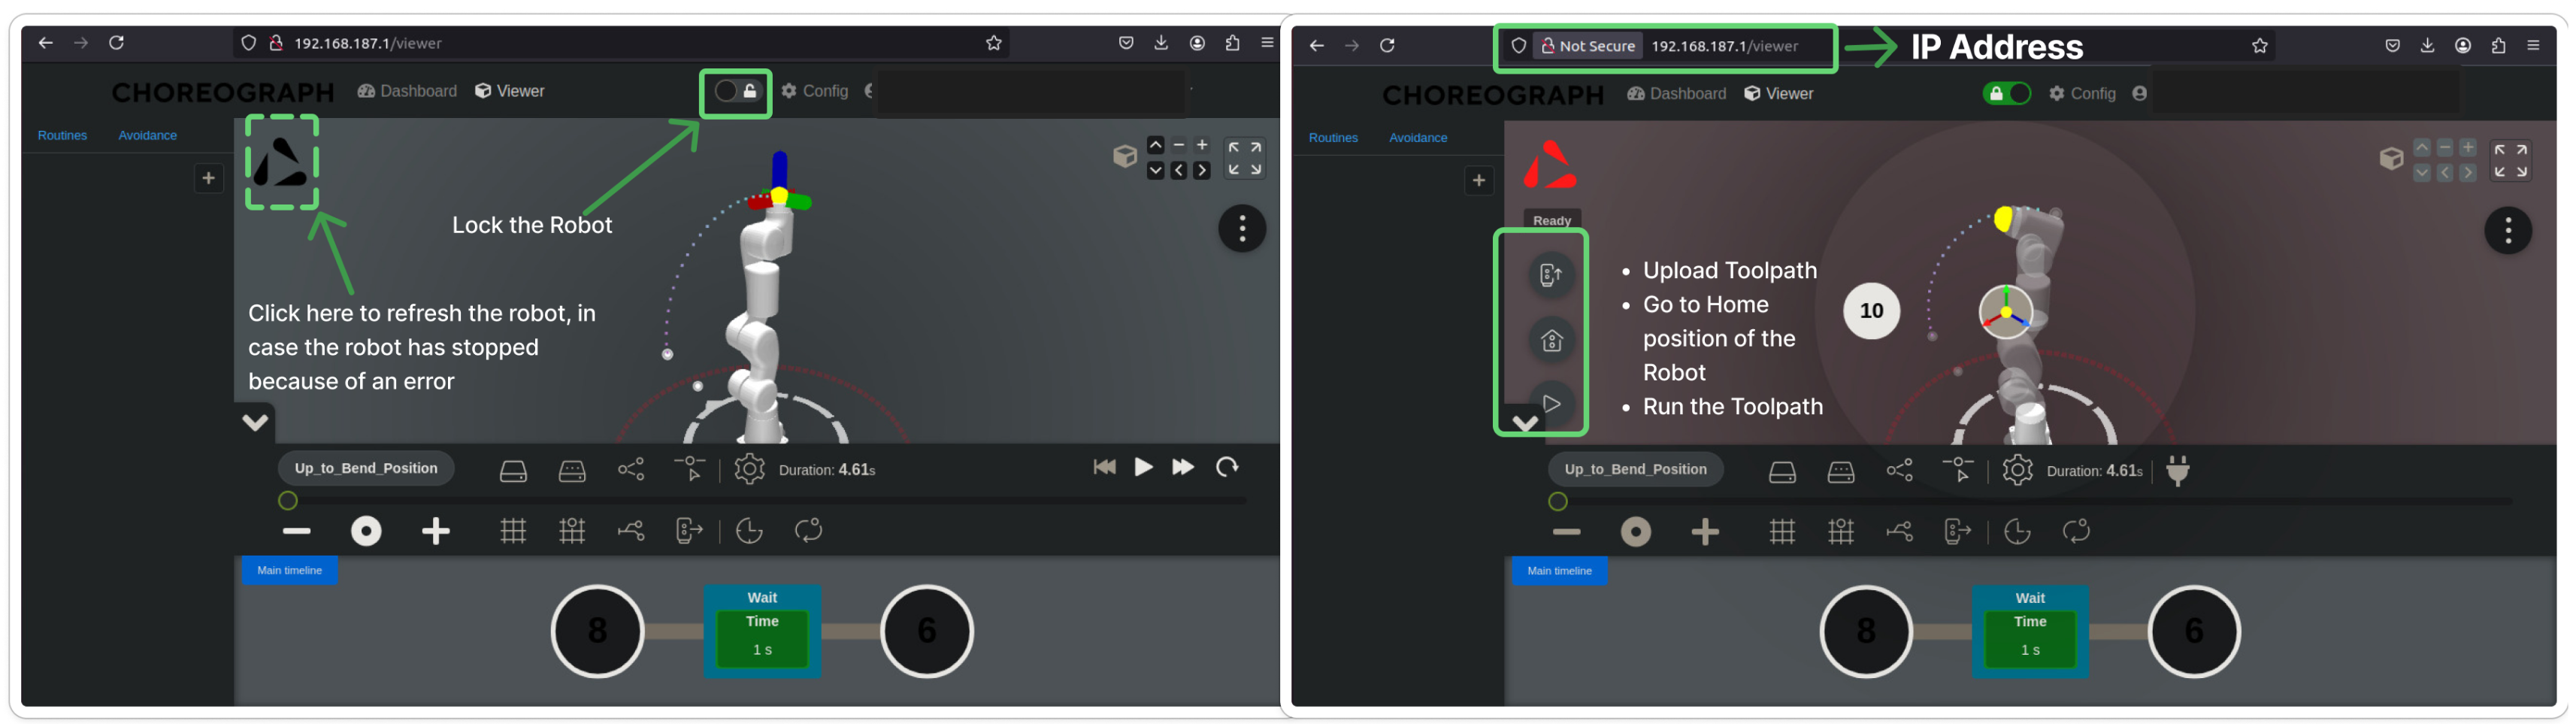 192.168.187.1/viewer
CHOREOGRAPH
Dashboard
Viewer
Config
Routines
Avoidance
+
Lock the Robot
Click here to refresh the robot, in
case the robot has stopped
because of an error
Up_to_Bend_Position
Duration: 4.61s
Main timeline
8
Wait
Time
1 s
6
Not Secure 192.168.187.1/viewer
IP Address
CHOREOGRAPH
Dashboard
Viewer
Config
Routines
Avoidance
+
Ready
• Upload Toolpath
• Go to Home
position of the
Robot
• Run the Toolpath
10
Up_to_Bend_Position
Duration: 4.61s
Main timeline
8
Wait
Time
1 s
6